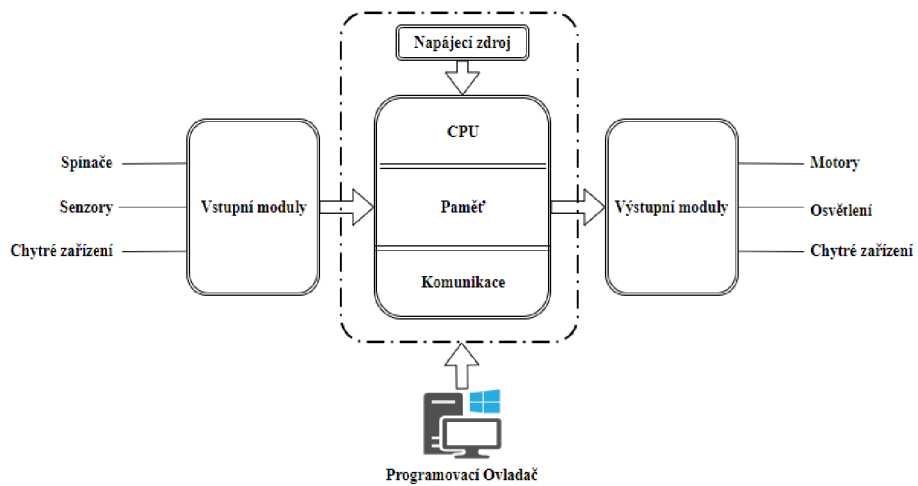 Napájecí zdroj
CPU
Spínače
Motory
Senzory
Vstupní moduly
Paměť
Výstupní moduly
Osvětlení
Chytré zařízení
Chytré zařízení
Komunikace
Programovací Ovladač